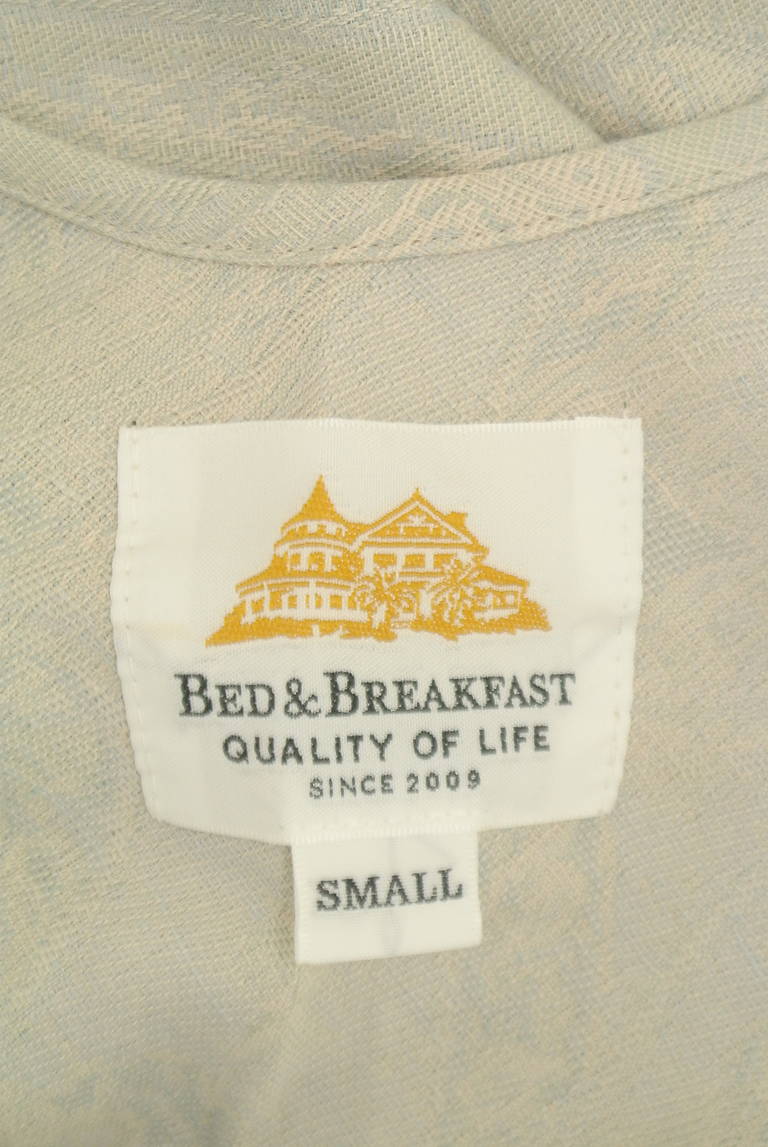 BED & BREAKFAST
QUALITY OF LIFE
SINCE 2009
SMALL